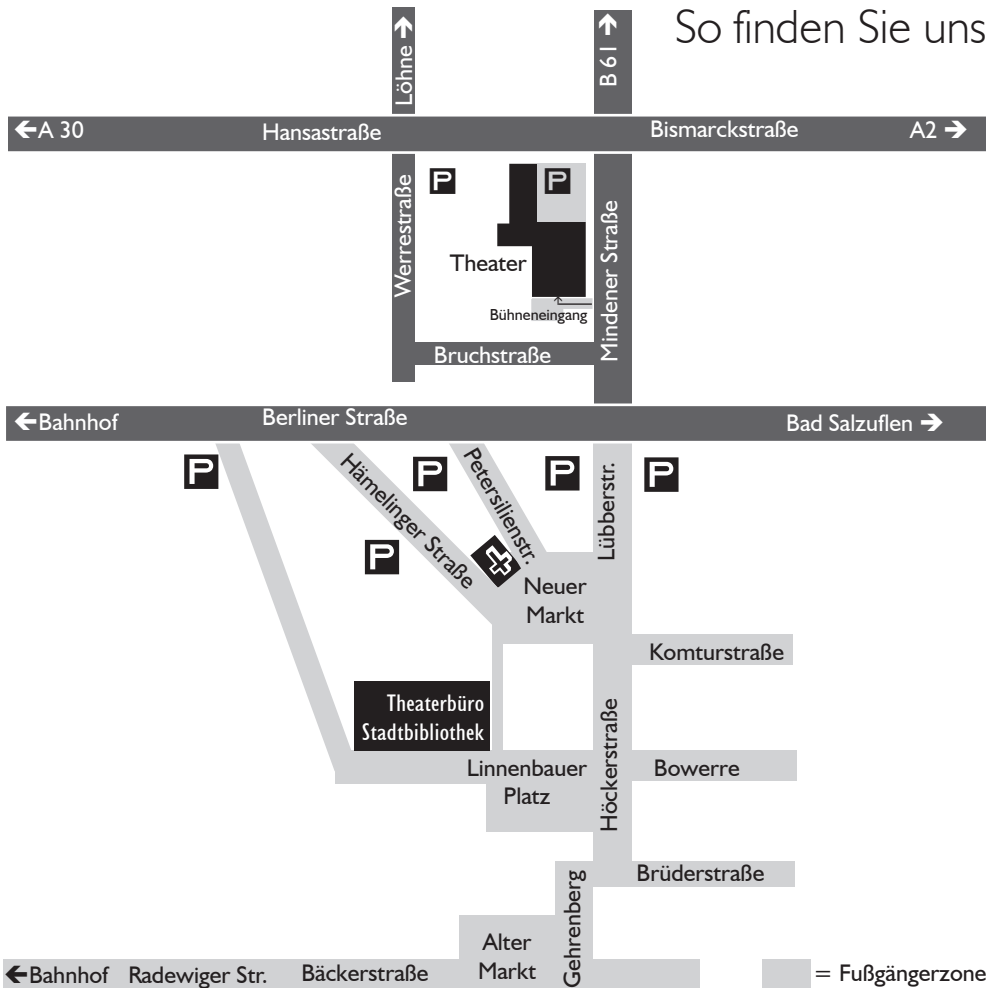 So finden Sie uns
Löhne →
B 61 →
←A 30
Hansastraße
Bismarckstraße
A2 →
Werrestraße
P
P
Theater
Mindener Straße
Bühneneingang
Bruchstraße
←Bahnhof
Berliner Straße
Bad Salzuflen →
P
Hämelinger Straße
P
Petersilienstr.
P
Lübberstr.
P
P
Neuer
Markt
Komturstraße
Theaterbüro
Stadtbibliothek
Linnenbauer
Platz
Höckerstraße
Bowerre
Brüderstraße
Gehrenberg
Alter
Markt
←Bahnhof Radewiger Str. Bäckerstraße
= Fußgängerzone